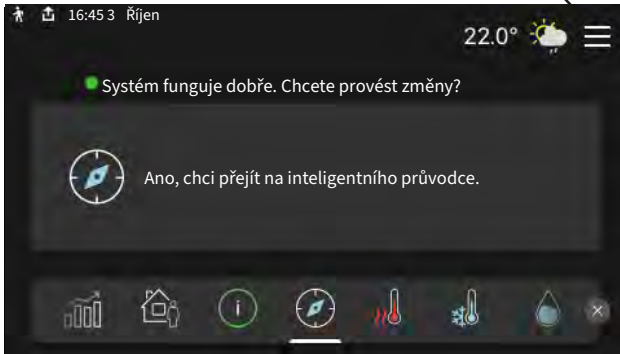 16:45 3 Říjen
22.0°
Systém funguje dobře. Chcete provést změny?
Ano, chci přejít na inteligentního průvodce.
i